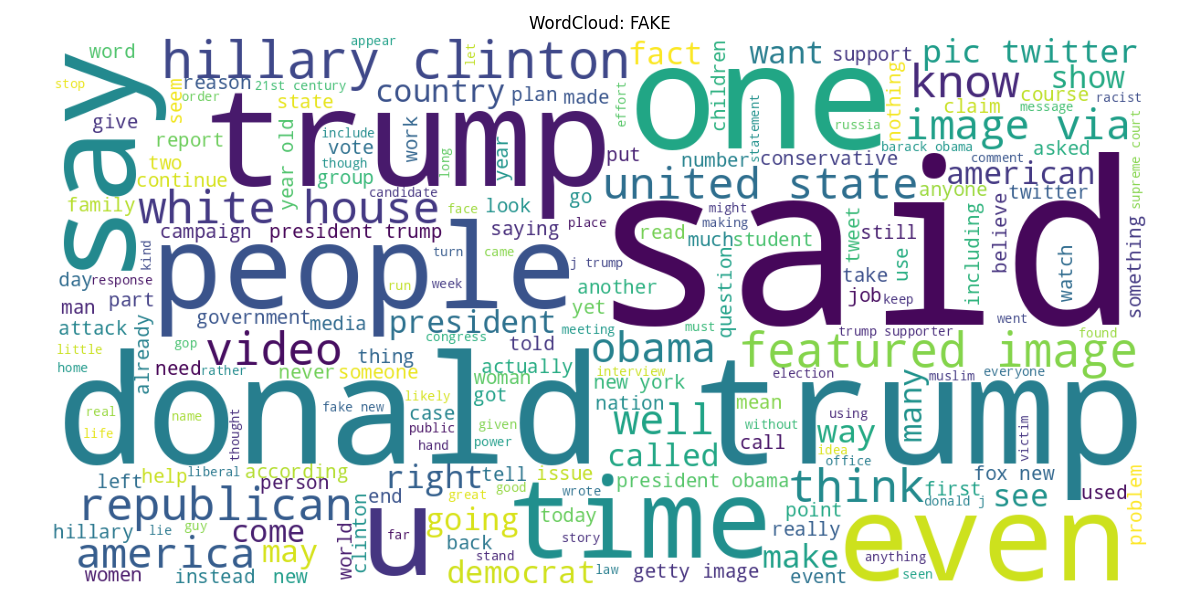 WordCloud: FAKE
appear
word
say
hillary clinton
let
fact
children
want
support
pic twitter
stop
seem
reason
21st century
order
trump
state
country
plan
made
effort
one
know
show
nothing
claim
course
racist
message
give
report
year old
include
vote
though
work
long
year
put
statement
russia
image via
barack obama
asked
supreme court
two
continue
group
candidate
number
conservative
comment
american
family
white house
face
look
go
united state
anyone
twitter
campaign
president trump
saying
place
said
might
making
read
much
student
tweet
still
including
believe
something
kind
people
turn
came
j trump
question
take
use
watch
day
response
run
week
another
job
keep
man
part
yet
government
media
president
meeting
must
went
attack
already
gop
congress
told
trump supporter
found
little
video
thing
obama
featured image
home
need
rather
never
someone
actually
interview
election
muslim
everyone
donald trump
woman
new york
many
real
name
thought
fake new
likely
got
case
nation
mean
using
life
public
given
well
without
way
victim
hand
power
call
idea
called
office
left
help
liberal
according
person
right
tell
issue
president obama
think
fox new
first
see
used
problem
republican
end
great
good
wrote
donald j
u
time
even
going
today
point
hillary
lie
guy
come
world
clinton
far
back
stand
story
really
america
may
make
anything
women
instead
new
democrat
law
getty image
event
seen